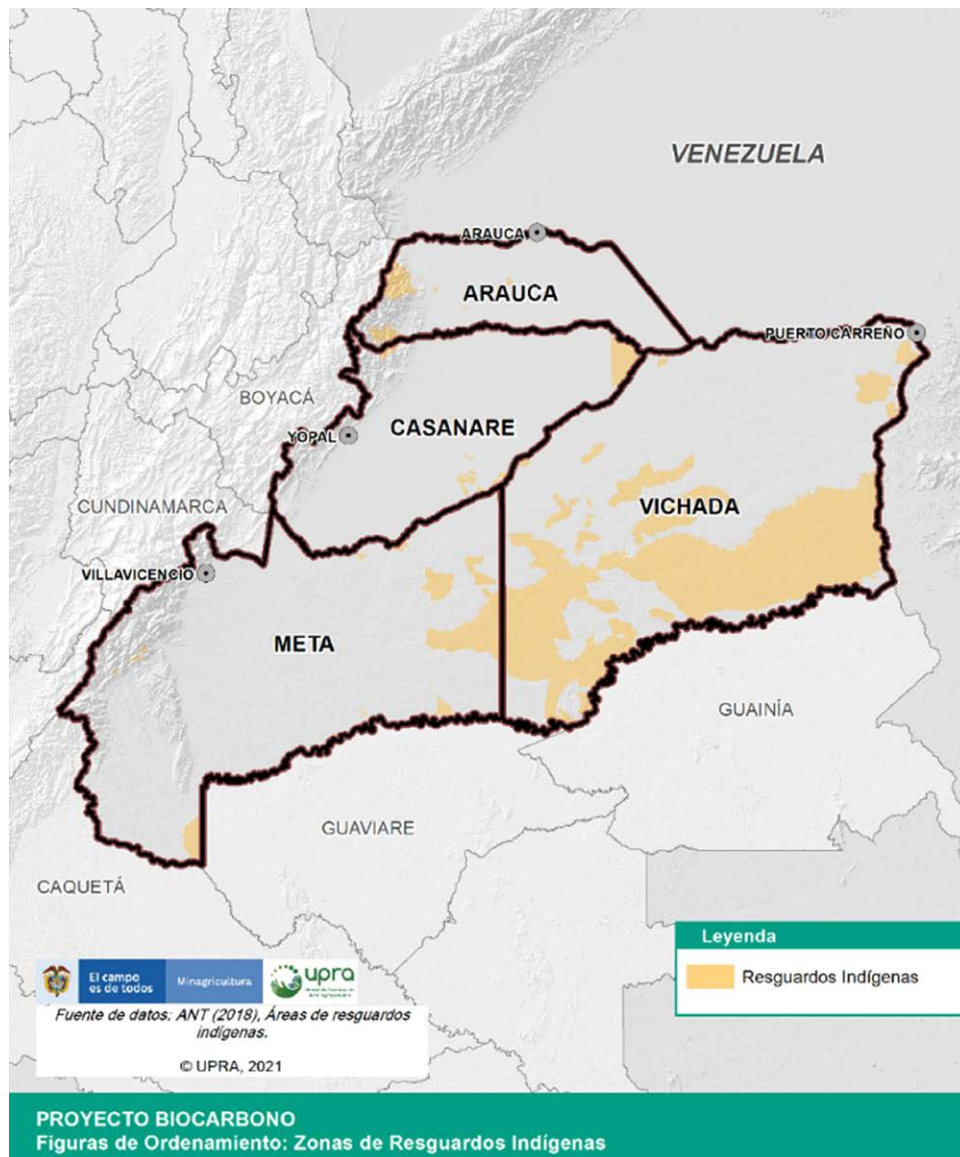 VENEZUELA
ARAUCA
ARAUCA
PUERTO CARREÑO
BOYACÁ
CASANARE
YOPAL
CUNDINAMARCA
VICHADA
VILLAVICENCIO
META
GUAINÍA
GUAVIARE
CAQUETÁ
Leyenda
Resguardos Indígenas
El campo
es de todos
Minagricultura
upra
Fuente de datos: ANT (2018), Áreas de resguardos
indígenas.
© UPRA, 2021
PROYECTO BIOCARBONO
Figuras de Ordenamiento: Zonas de Resguardos Indígenas